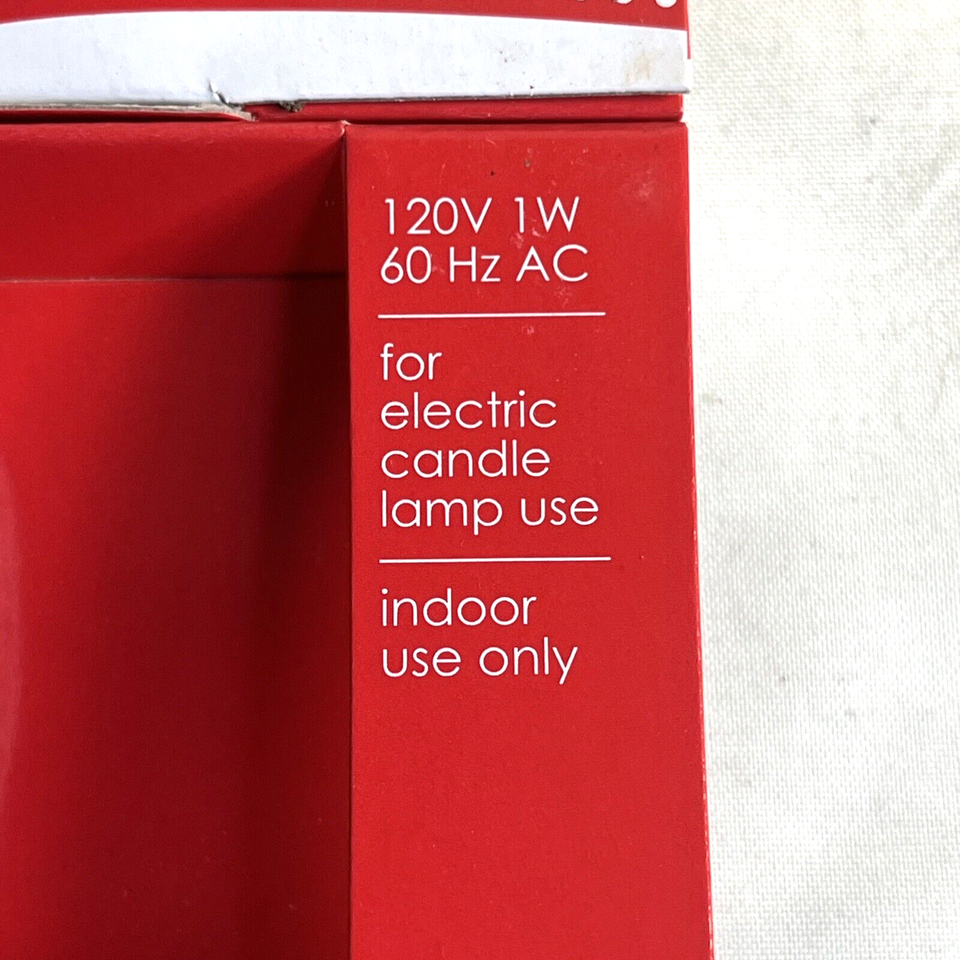 120V 1W
60 Hz AC
for
electric
candle
lamp use
indoor
use only